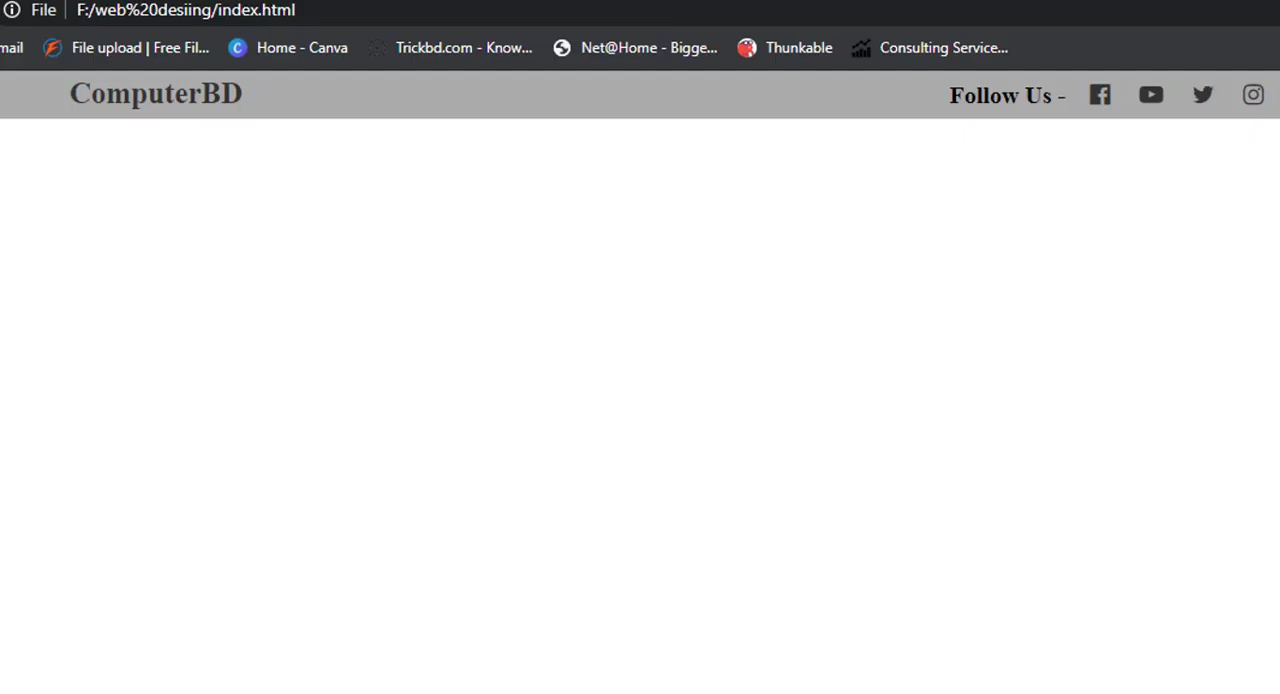 File F:/web%20desiing/index.html
mail File upload | Free Fil... Home - Canva Trickbd.com - Know... Net@Home - Bigge... Thunkable Consulting Service...
ComputerBD Follow Us -